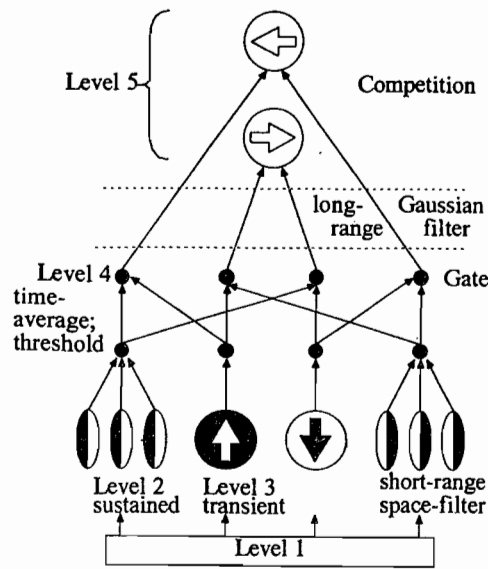 Level 5
Competition
long-
range
Gaussian
filter
Level 4
Gate
time-
average;
threshold
Level 2
sustained
Level 3
transient
short-range
space-filter
Level 1